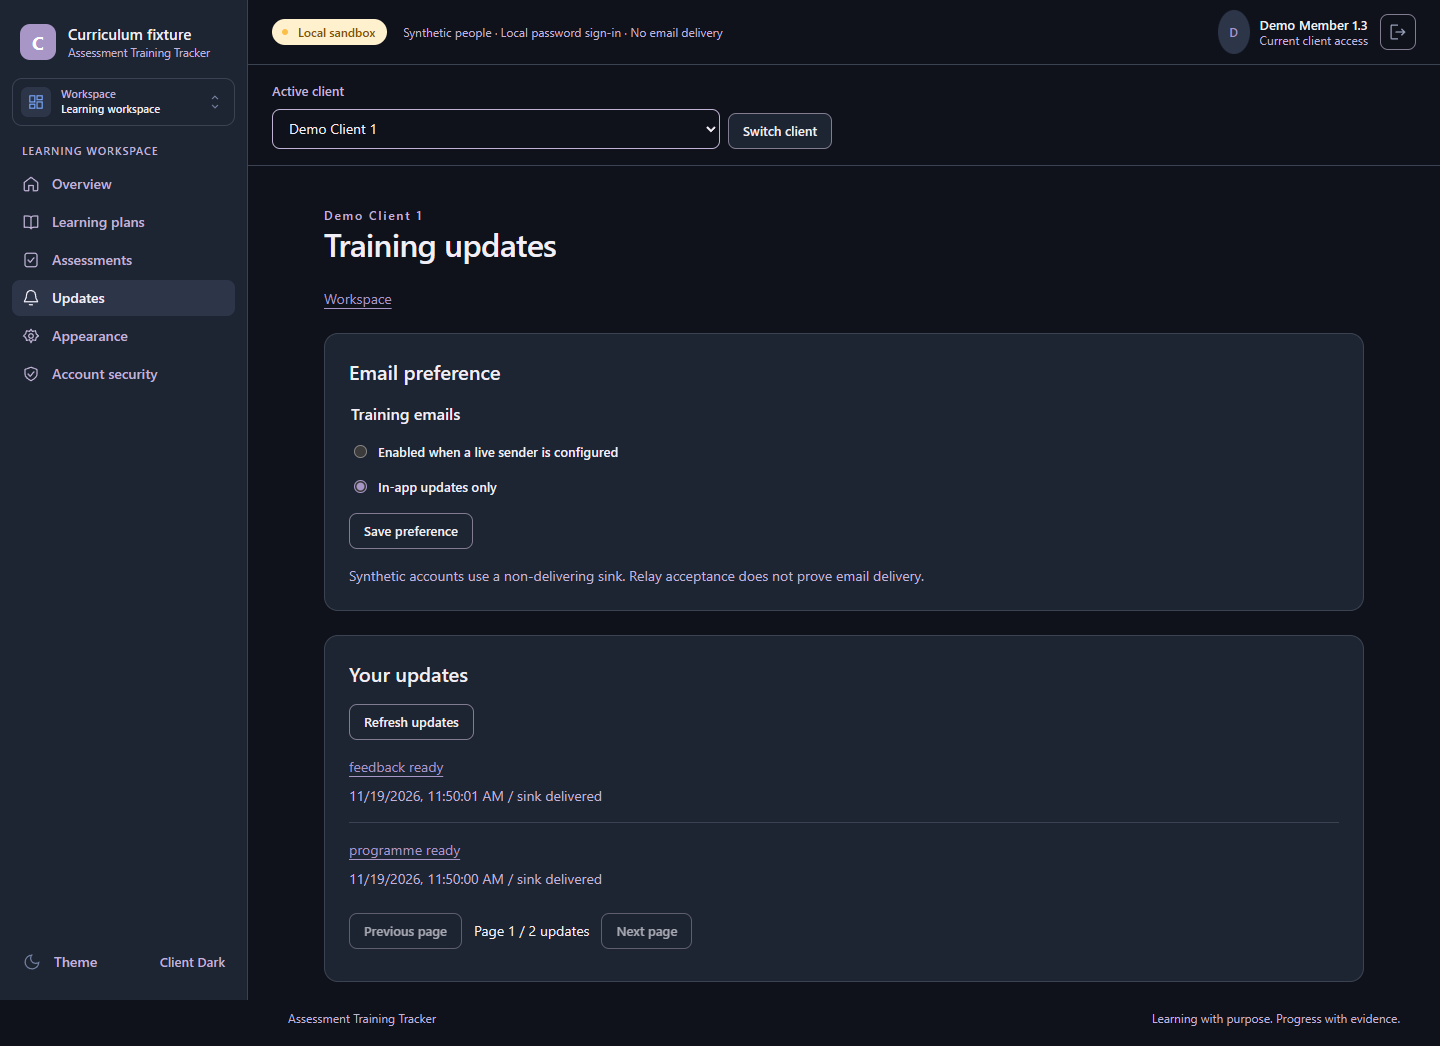 C
Curriculum fixture
Assessment Training Tracker
Workspace
Learning workspace
LEARNING WORKSPACE
Overview
Learning plans
Assessments
Updates
Appearance
Account security
Theme
Client Dark
Local sandbox
Synthetic people · Local password sign-in · No email delivery
D
Demo Member 1.3
Current client access
Active client
Demo Client 1
Switch client
Demo Client 1
Training updates
Workspace
Email preference
Training emails
Enabled when a live sender is configured
In-app updates only
Save preference
Synthetic accounts use a non-delivering sink. Relay acceptance does not prove email delivery.
Your updates
Refresh updates
feedback ready
11/19/2026, 11:50:01 AM / sink delivered
programme ready
11/19/2026, 11:50:00 AM / sink delivered
Previous page
Page 1 / 2 updates
Next page
Assessment Training Tracker
Learning with purpose. Progress with evidence.